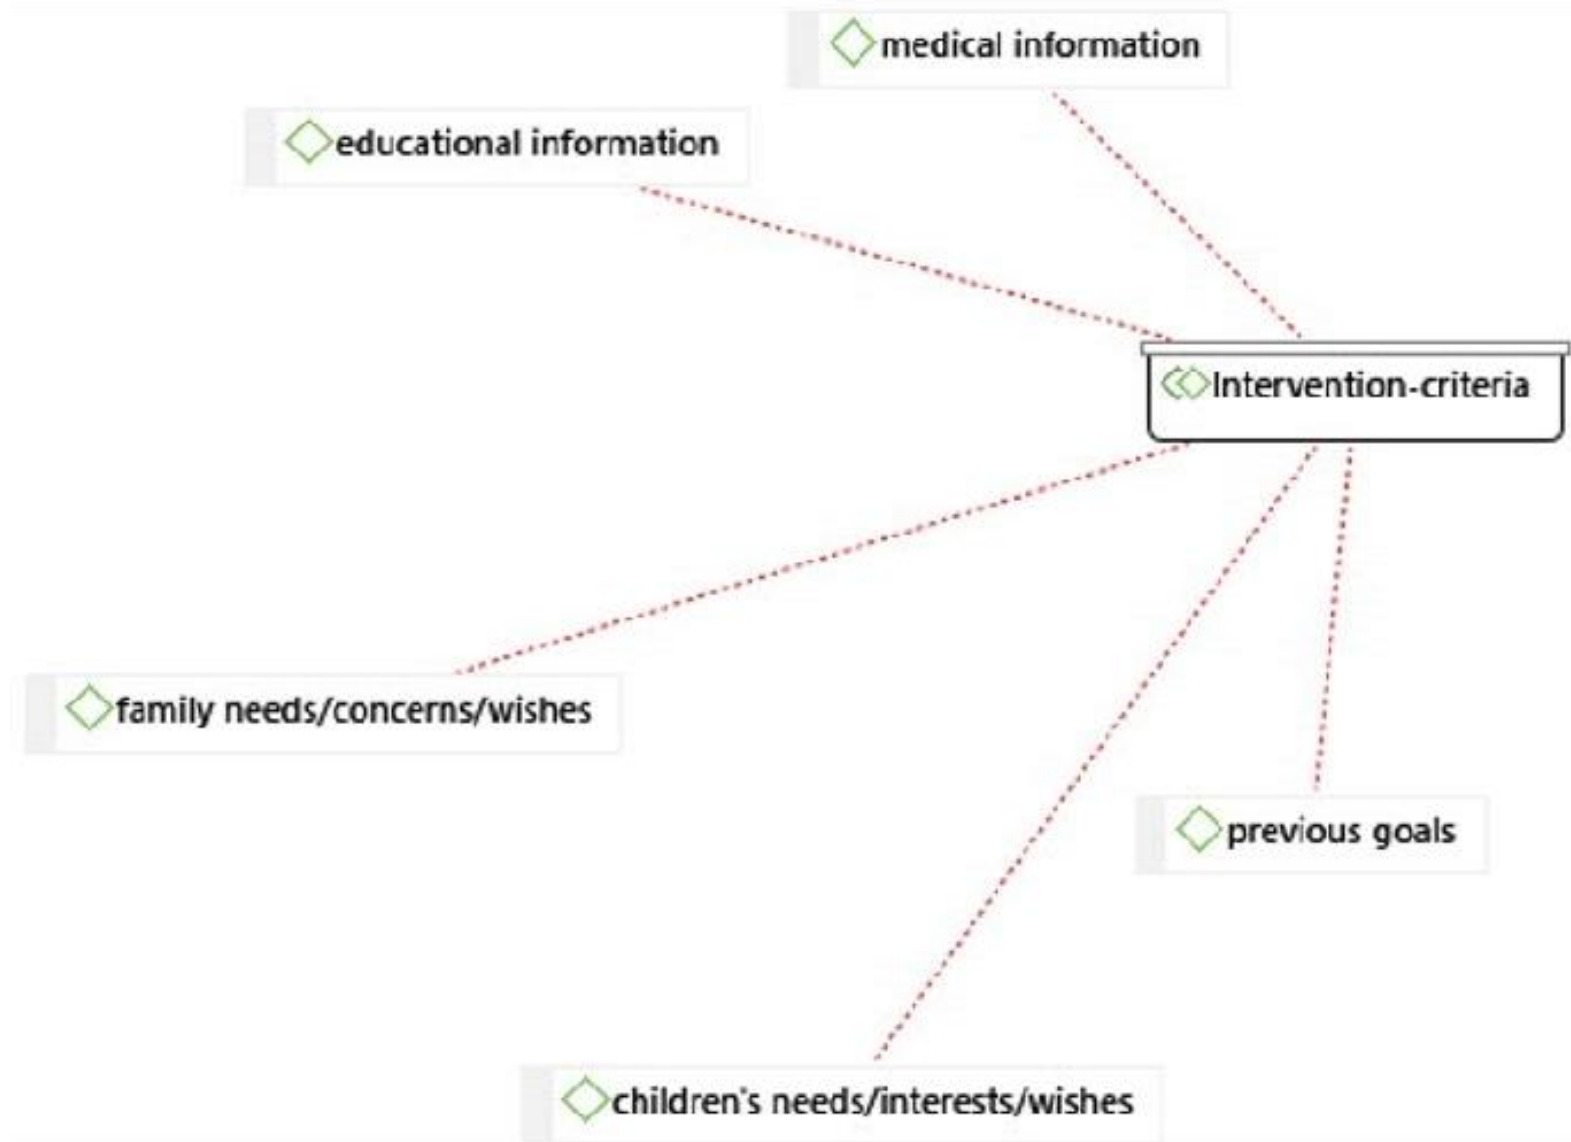 medical information
educational information
Intervention-criteria
family needs/concerns/wishes
previous goals
children's needs/interests/wishes